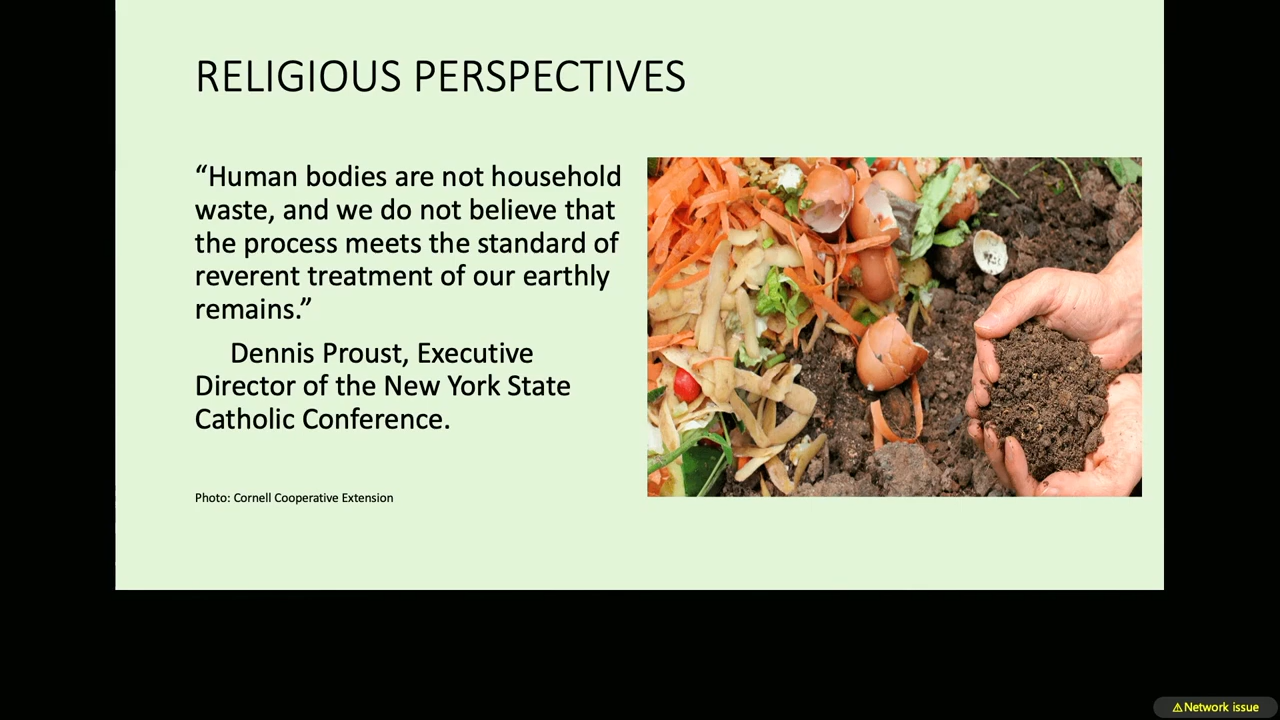 RELIGIOUS PERSPECTIVES
“Human bodies are not household
waste, and we do not believe that
the process meets the standard of
reverent treatment of our earthly
remains.”
Dennis Proust, Executive
Director of the New York State
Catholic Conference.
Photo: Cornell Cooperative Extension
⚠Network issue